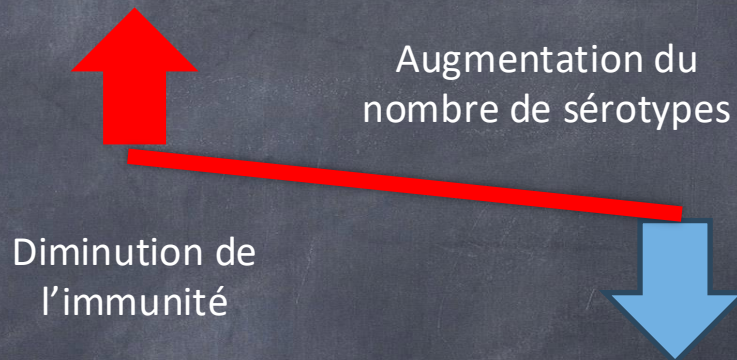 Augmentation du
nombre de sérotypes
Diminution de
l’immunité